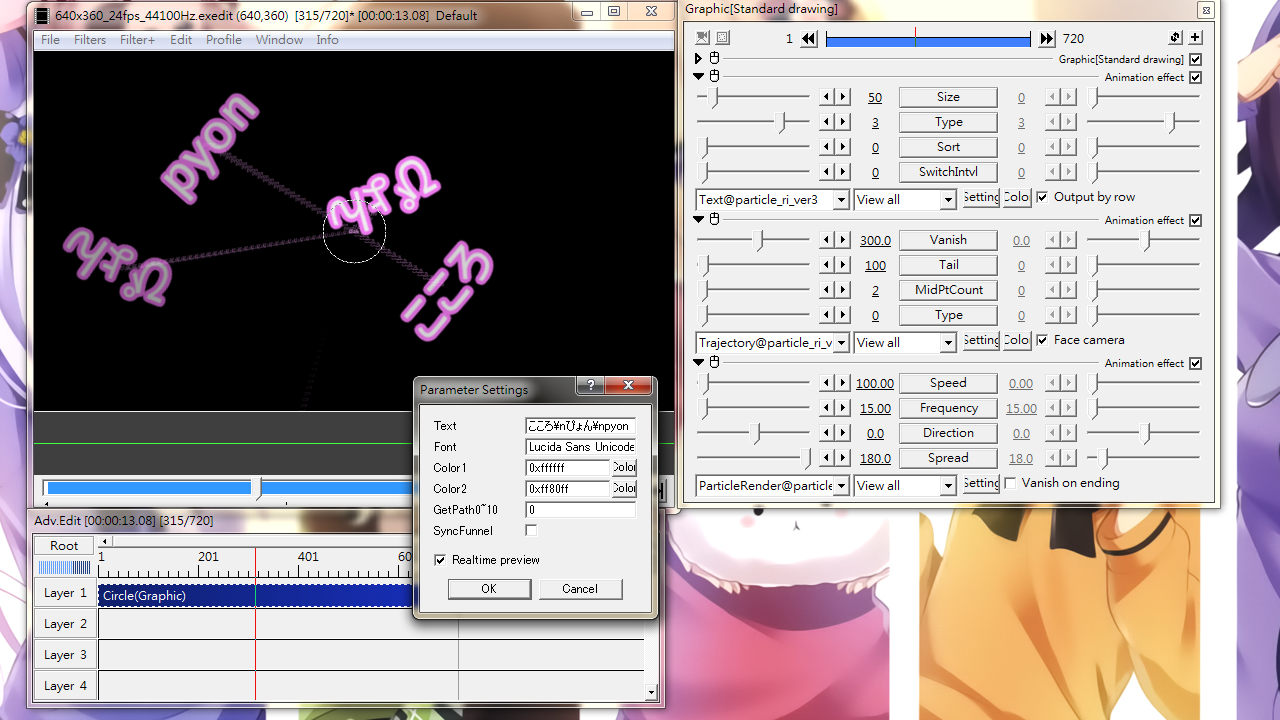 640x360_24fps_44100Hz.exedit (640,360) [315/720]* [00:00:13.08] Default
File Filters Filter+ Edit Profile Window Info
pyon
ぴょん
ぴょん
こころ
Graphic[Standard drawing]
1 720
Graphic[Standard drawing]
Animation effect
50 Size 0
3 Type 3
0 Sort 0
0 SwitchIntvl 0
Text@particle_ri_ver3 View all Setting Colo Output by row
Animation effect
300.0 Vanish 0.0
100 Tail 0
2 MidPtCount 0
0 Type 0
Trajectory@particle_ri_v View all Setting Colo Face camera
Animation effect
100.00 Speed 0.00
15.00 Frequency 15.00
0.0 Direction 0.0
180.0 Spread 18.0
ParticleRender@particle View all Setting Vanish on ending
Parameter Settings
Text こころ¥nぴょん¥npyon
Font Lucida Sans Unicode
Color1 0xffffff Color
Color2 0xff80ff Color
GetPath0~10 0
SyncFunnel
Realtime preview
OK Cancel
Adv.Edit [00:00:13.08] [315/720]
Root 1 201 401 60
Layer 1 Circle(Graphic)
Layer 2
Layer 3
Layer 4